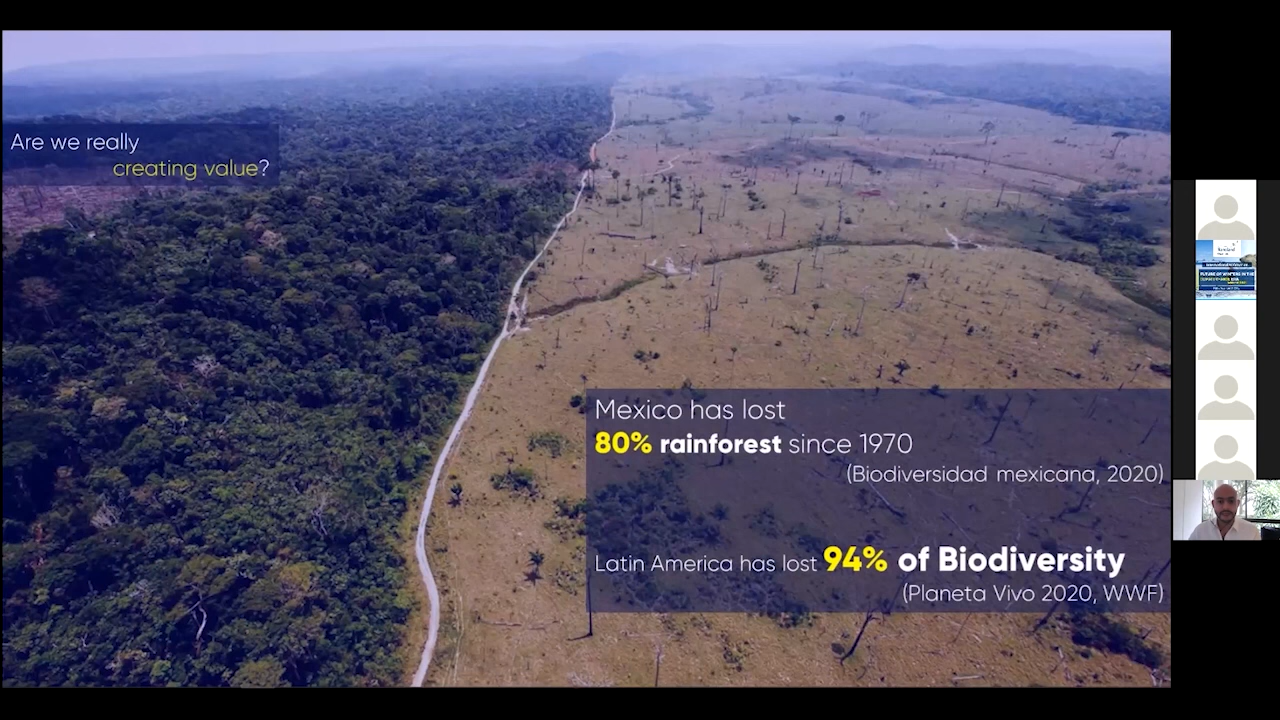 Are we really
creating value?
Mexico has lost
80% rainforest since 1970
(Biodiversidad mexicana, 2020)
Latin America has lost 94% of Biodiversity
(Planeta Vivo 2020, WWF)